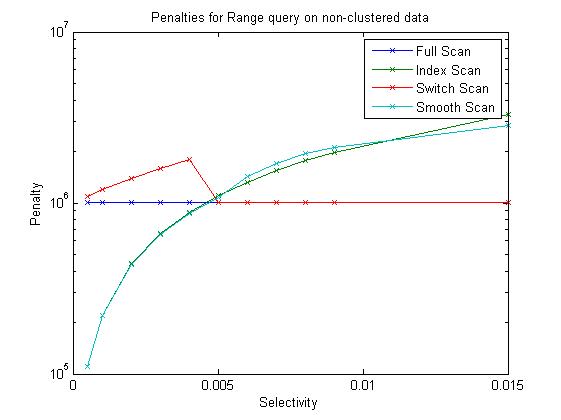 Penalties for Range query on non-clustered data
10^7
Full Scan
Index Scan
Switch Scan
Smooth Scan
Penalty
10^6
10^5
0
0.005
0.01
0.015
Selectivity